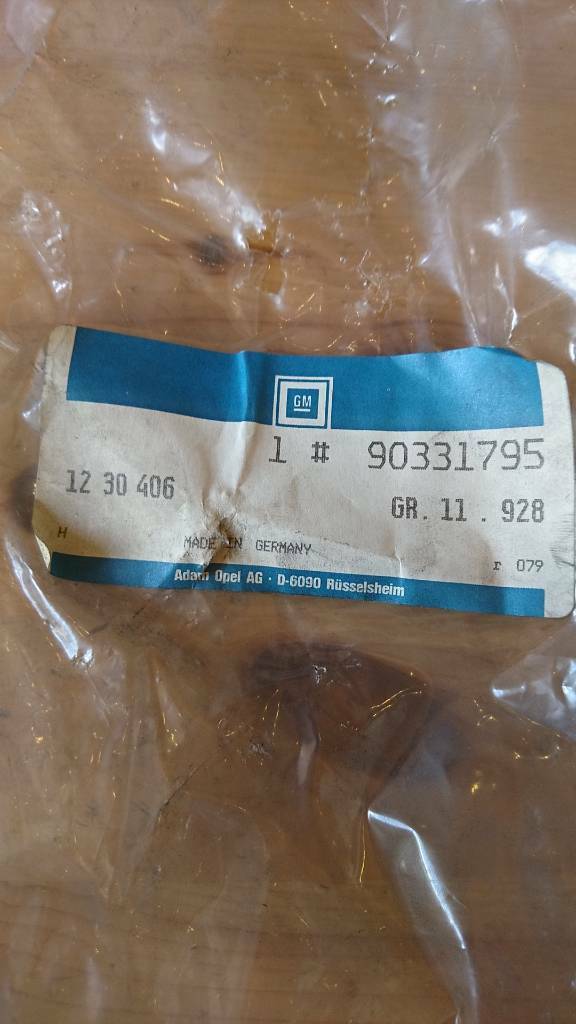 GM
1 # 90331795
12 30 406
GR. 11 . 928
H
MADE IN GERMANY
r 079
Adam Opel AG · D-6090 Rüsselsheim